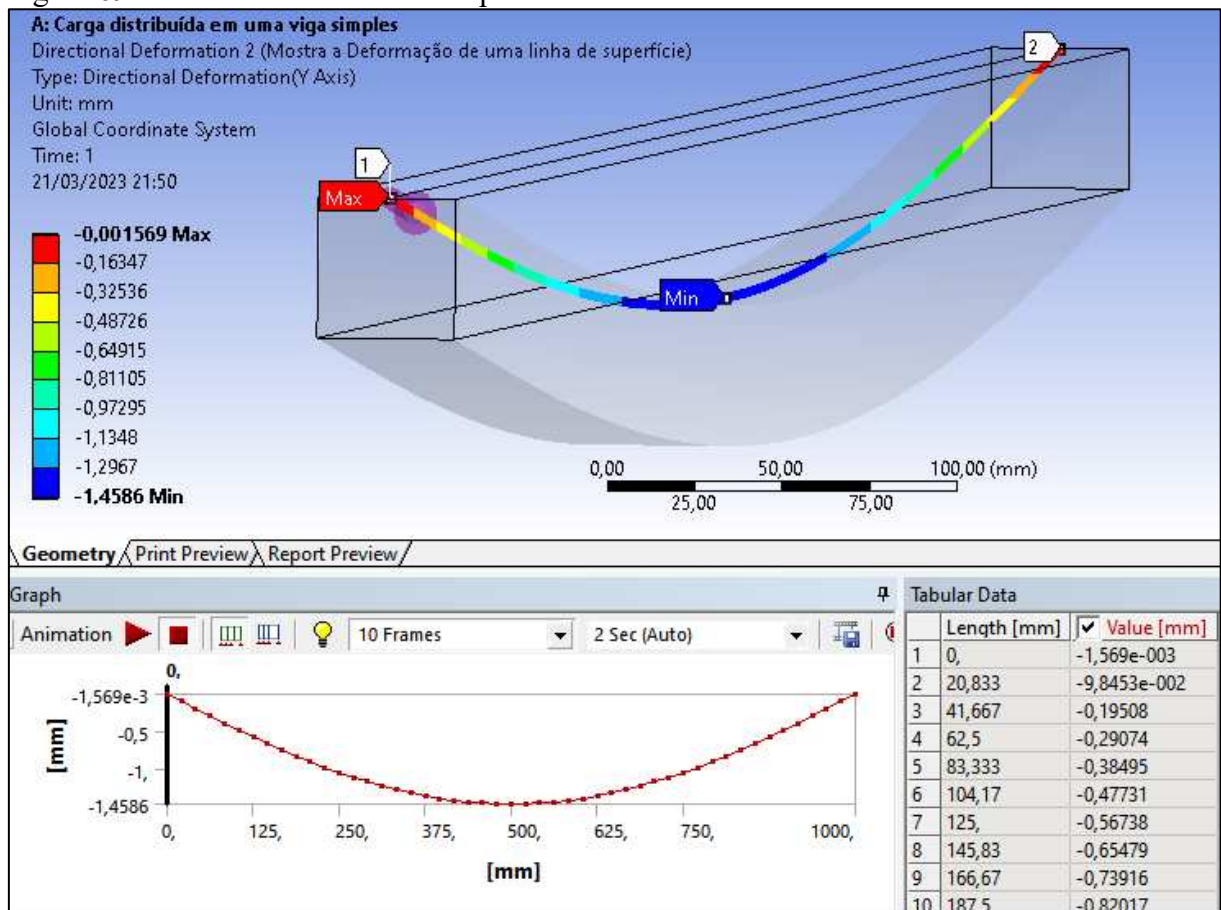 A: Carga distribuída em uma viga simples
Directional Deformation 2 (Mostra a Deformação de uma linha de superfície)
Type: Directional Deformation(Y Axis)
Unit: mm
Global Coordinate System
Time: 1
21/03/2023 21:50
2
1
Max
Min
-0,001569 Max
-0,16347
-0,32536
-0,48726
-0,64915
-0,81105
-0,97295
-1,1348
-1,2967
-1,4586 Min
0,00 50,00 100,00 (mm)
25,00 75,00
Geometry Print Preview Report Preview
Graph
Animation 10 Frames 2 Sec (Auto)
0,
-1,569e-3
-0,5
-1,
-1,4586
[mm]
0, 125, 250, 375, 500, 625, 750, 1000,
[mm]
Tabular Data
Length [mm] Value [mm]
1 0, -1,569e-003
2 20,833 -9,8453e-002
3 41,667 -0,19508
4 62,5 -0,29074
5 83,333 -0,38495
6 104,17 -0,47731
7 125, -0,56738
8 145,83 -0,65479
9 166,67 -0,73916
10 187,5 -0,82017